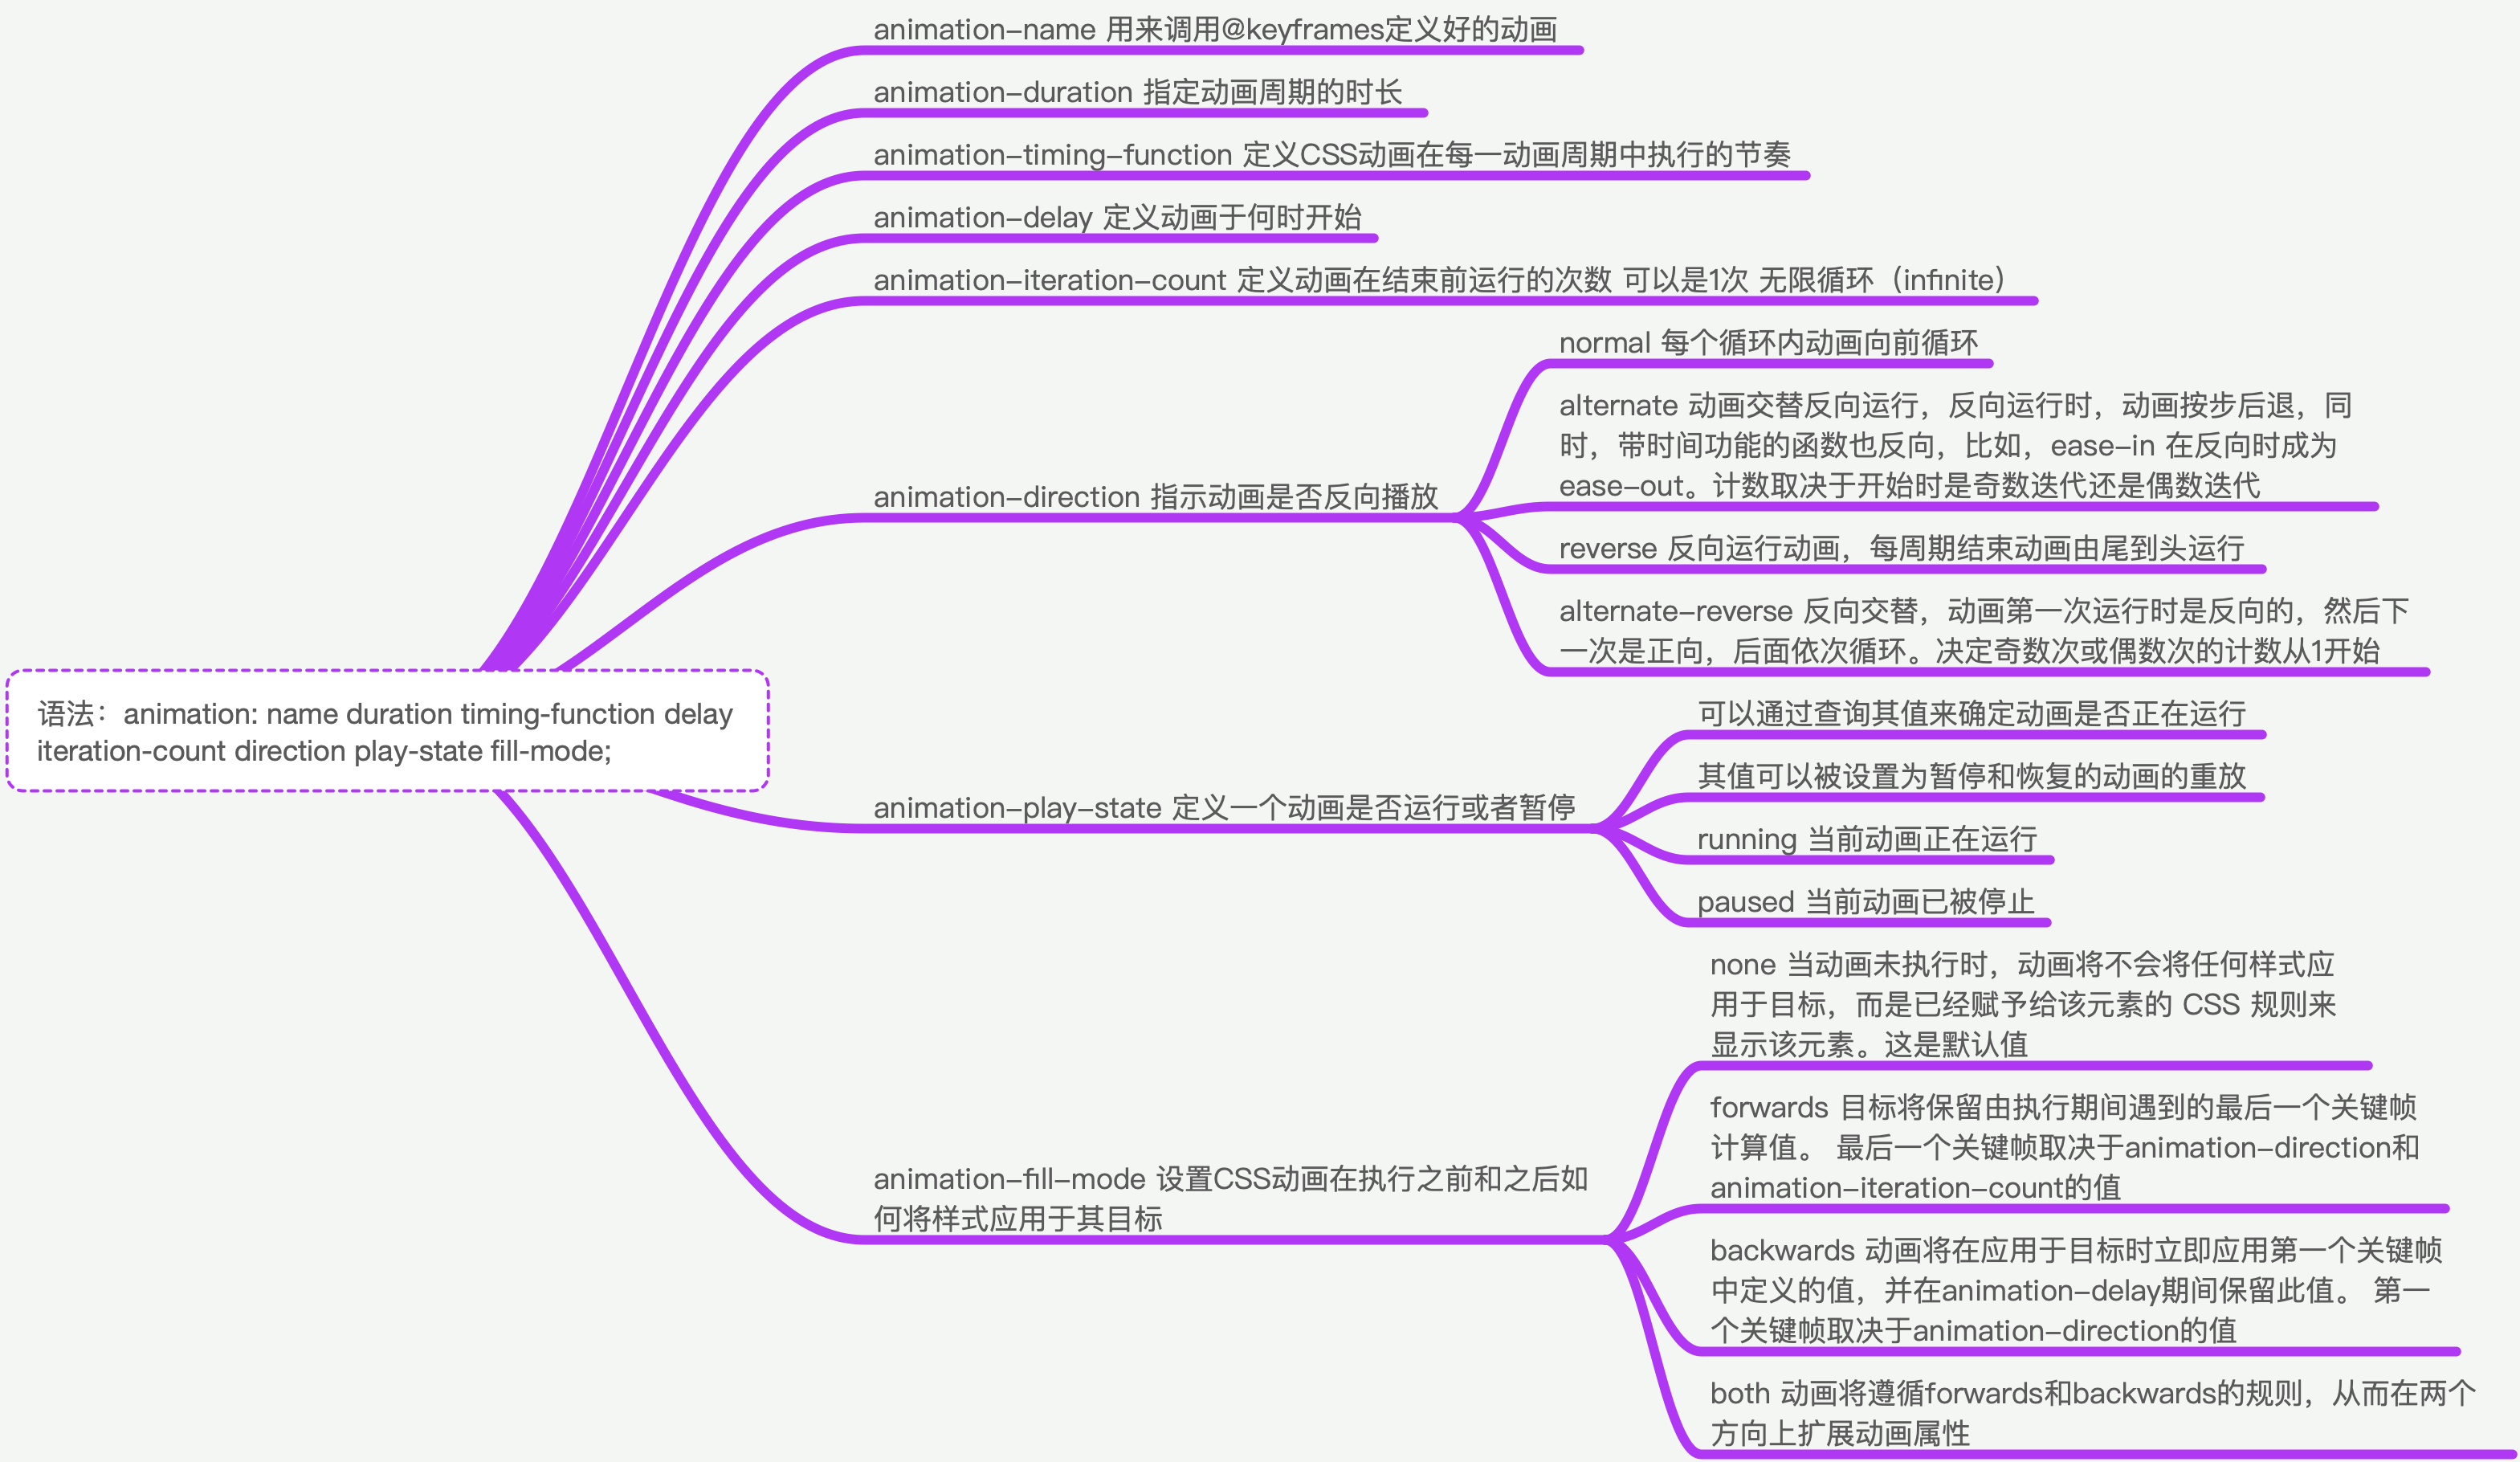 animation-name 用来调用@keyframes定义好的动画
animation-duration 指定动画周期的时长
animation-timing-function 定义CSS动画在每一动画周期中执行的节奏
animation-delay 定义动画于何时开始
animation-iteration-count 定义动画在结束前运行的次数 可以是1次 无限循环（infinite）
normal 每个循环内动画向前循环
alternate 动画交替反向运行，反向运行时，动画按步后退，同
时，带时间功能的函数也反向，比如，ease-in 在反向时成为
ease-out。计数取决于开始时是奇数迭代还是偶数迭代
animation-direction 指示动画是否反向播放
reverse 反向运行动画，每周期结束动画由尾到头运行
alternate-reverse 反向交替，动画第一次运行时是反向的，然后下
一次是正向，后面依次循环。决定奇数次或偶数次的计数从1开始
语法：animation: name duration timing-function delay
iteration-count direction play-state fill-mode;
可以通过查询其值来确定动画是否正在运行
其值可以被设置为暂停和恢复的动画的重放
animation-play-state 定义一个动画是否运行或者暂停
running 当前动画正在运行
paused 当前动画已被停止
none 当动画未执行时，动画将不会将任何样式应
用于目标，而是已经赋予给该元素的 CSS 规则来
显示该元素。这是默认值
forwards 目标将保留由执行期间遇到的最后一个关键帧
计算值。 最后一个关键帧取决于animation-direction和
animation-iteration-count的值
animation-fill-mode 设置CSS动画在执行之前和之后如
何将样式应用于其目标
backwards 动画将在应用于目标时立即应用第一个关键帧
中定义的值，并在animation-delay期间保留此值。 第一
个关键帧取决于animation-direction的值
both 动画将遵循forwards和backwards的规则，从而在两个
方向上扩展动画属性